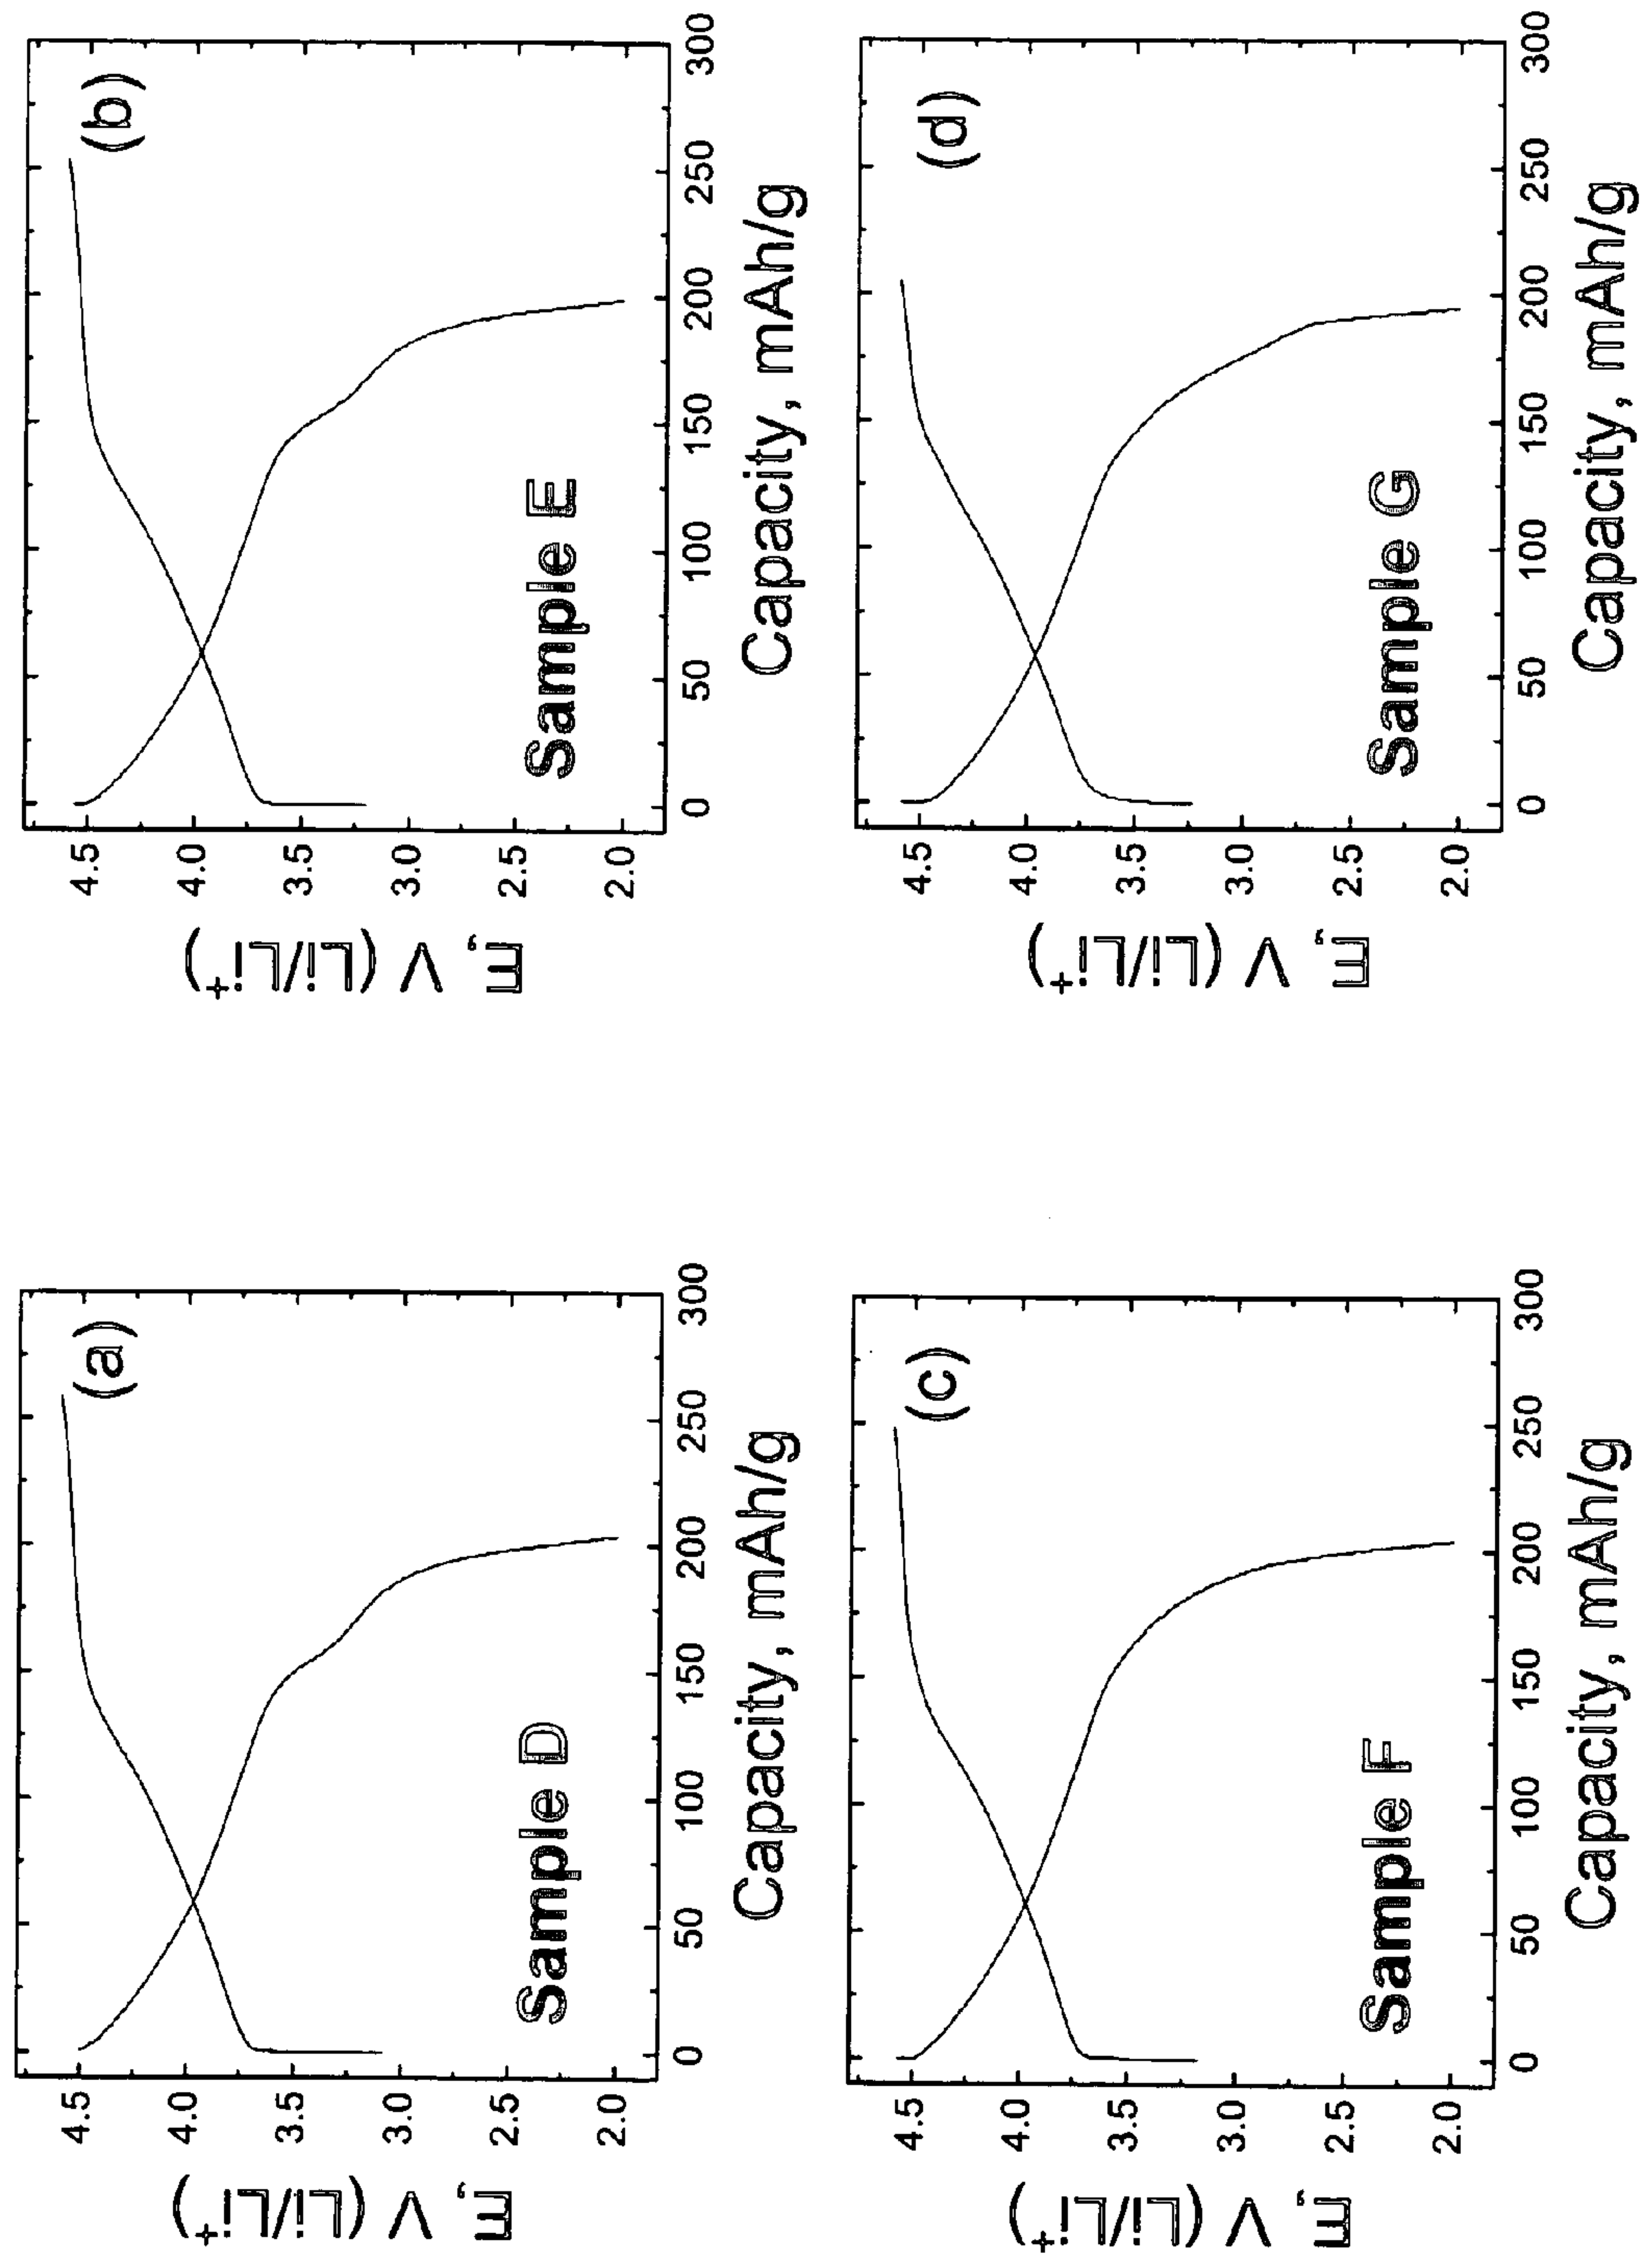 (a)
E, V (Li/Li+)
4.5
4.0
3.5
3.0
2.5
2.0
Sample D
0 50 100 150 200 250 300
Capacity, mAh/g
(b)
E, V (Li/Li+)
4.5
4.0
3.5
3.0
2.5
2.0
Sample E
0 50 100 150 200 250 300
Capacity, mAh/g
(c)
E, V (Li/Li+)
4.5
4.0
3.5
3.0
2.5
2.0
Sample F
0 50 100 150 200 250 300
Capacity, mAh/g
(d)
E, V (Li/Li+)
4.5
4.0
3.5
3.0
2.5
2.0
Sample G
0 50 100 150 200 250 300
Capacity, mAh/g